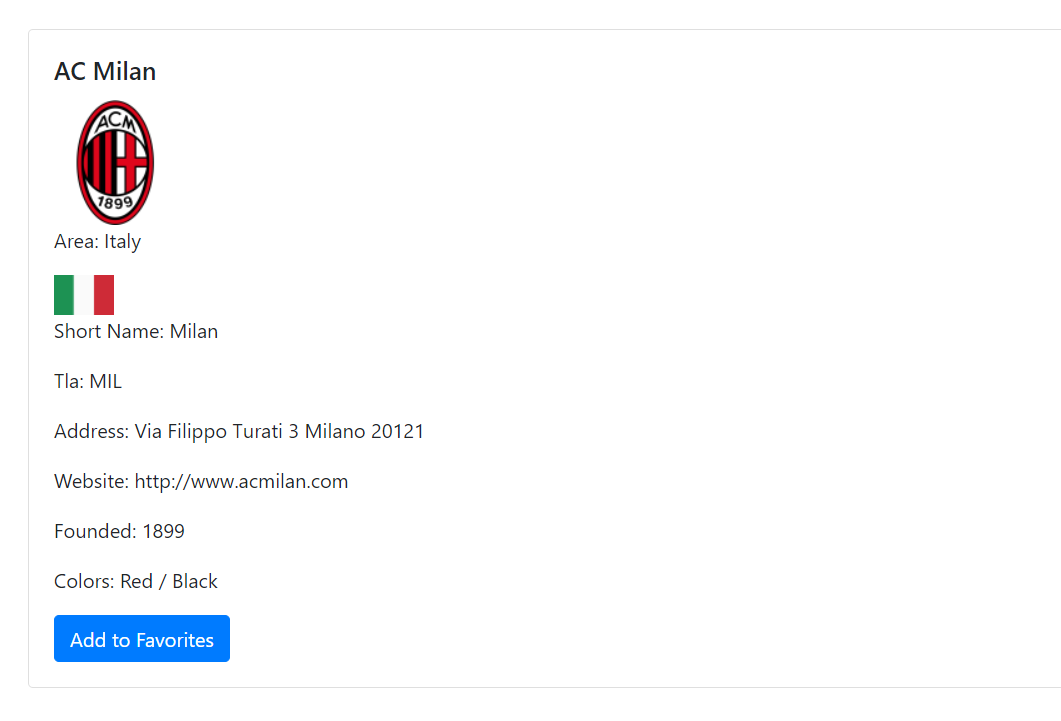 AC Milan
ACM
1899
Area: Italy
Short Name: Milan
Tla: MIL
Address: Via Filippo Turati 3 Milano 20121
Website: http://www.acmilan.com
Founded: 1899
Colors: Red / Black
Add to Favorites